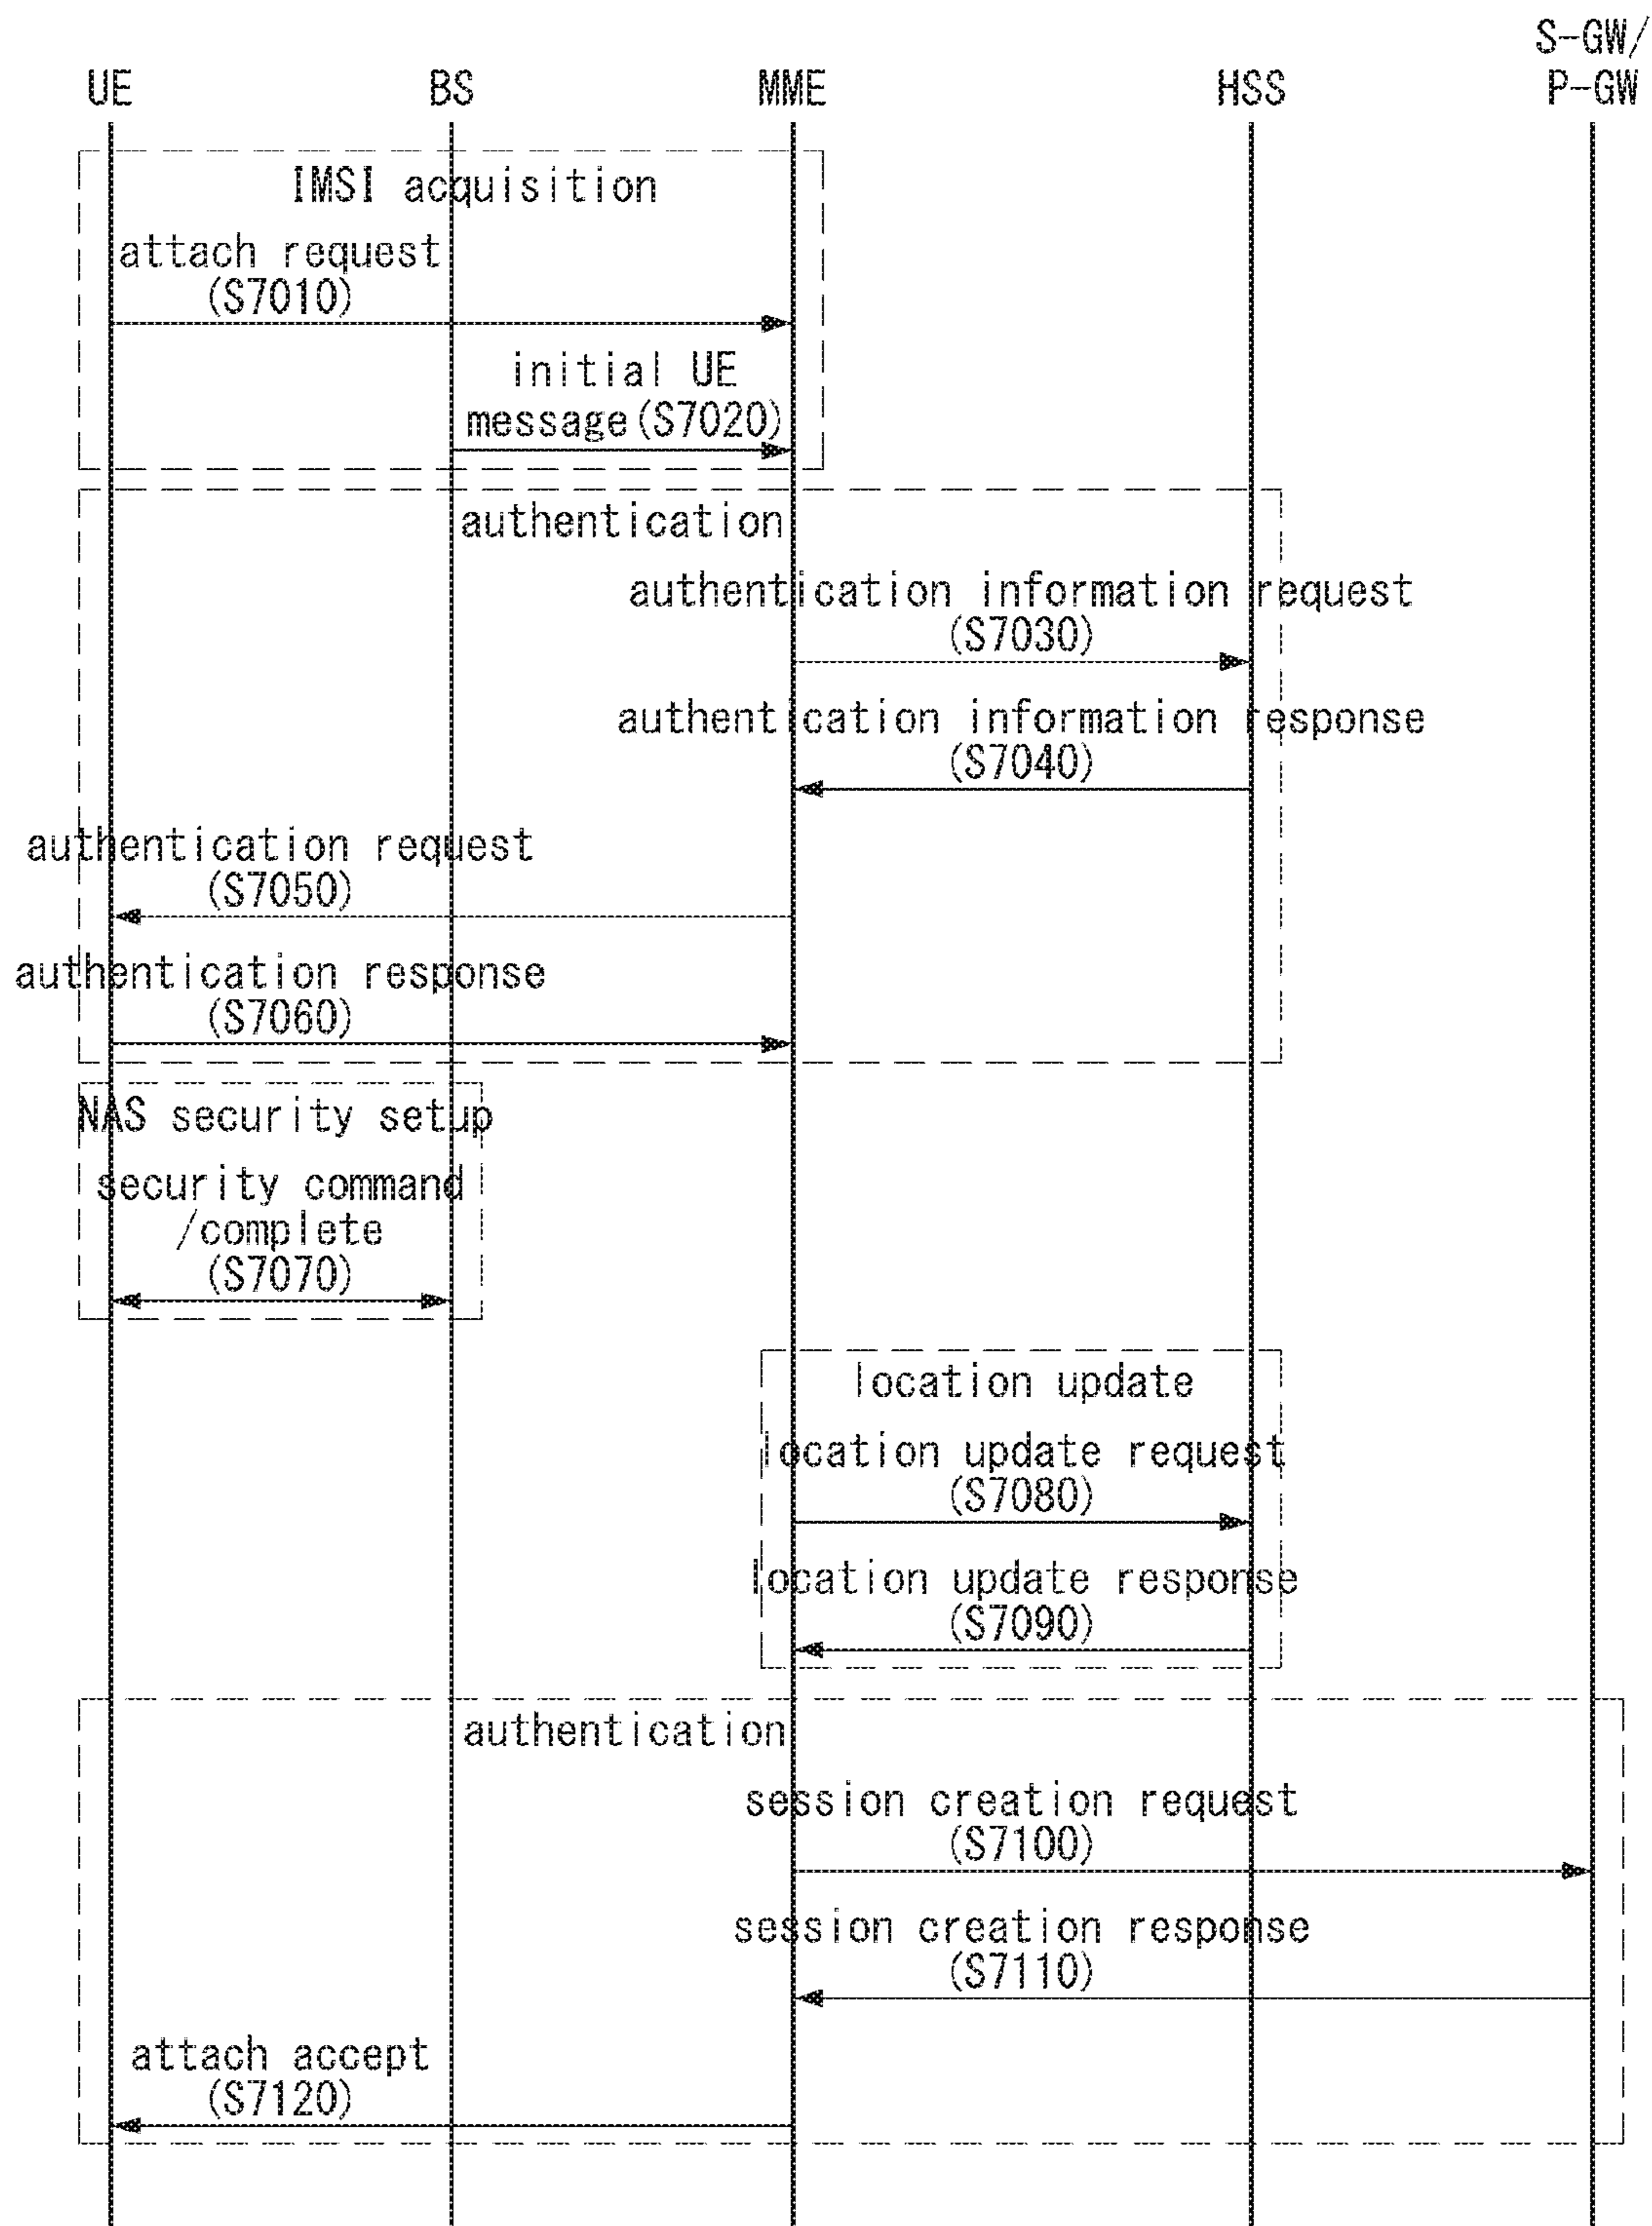 S-GW/
UE BS MME HSS P-GW
IMSI acquisition
attach request
(S7010)
initial UE
message(S7020)
authentication
authentication information request
(S7030)
authentication information response
(S7040)
authentication request
(S7050)
authentication response
(S7060)
NAS security setup
security command
/complete
(S7070)
location update
location update request
(S7080)
location update response
(S7090)
authentication
session creation request
(S7100)
session creation response
(S7110)
attach accept
(S7120)